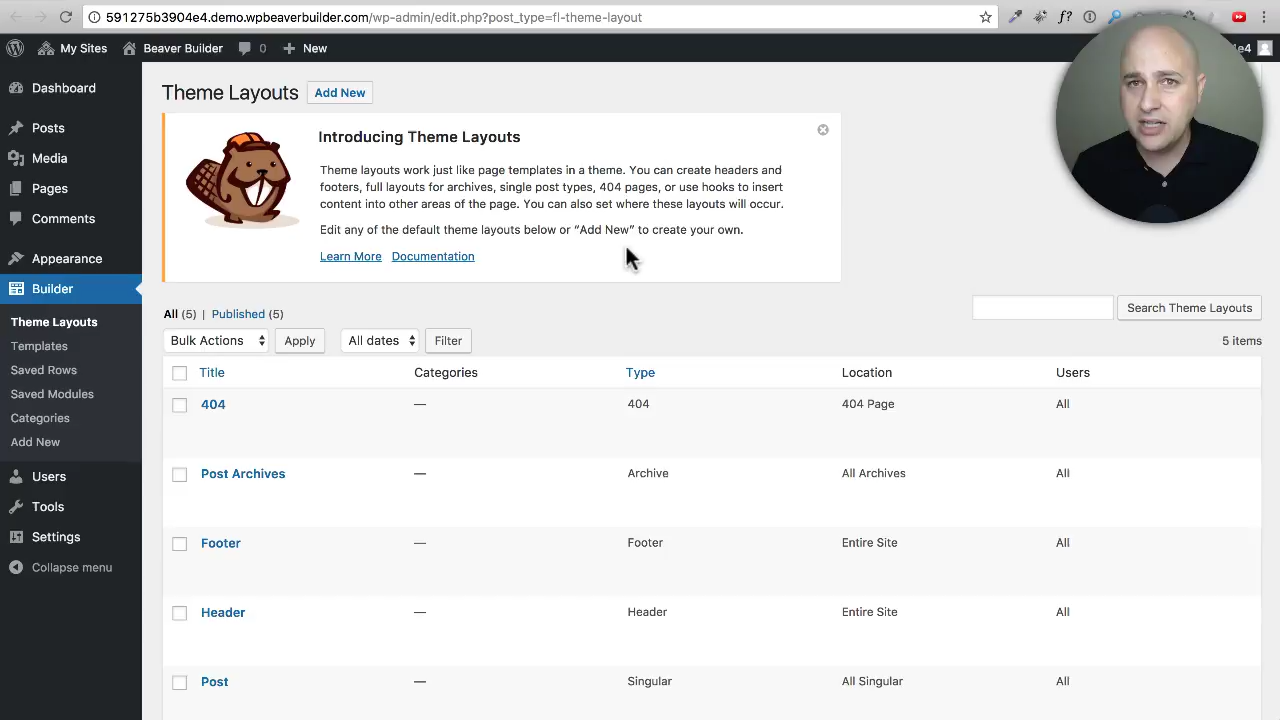 591275b3904e4.demo.wpbeaverbuilder.com/wp-admin/edit.php?post_type=fl-theme-layout
My Sites
Beaver Builder
0
New
e4
Dashboard
Posts
Media
Pages
Comments
Appearance
Builder
Theme Layouts
Templates
Saved Rows
Saved Modules
Categories
Add New
Users
Tools
Settings
Collapse menu
Theme Layouts
Add New
Introducing Theme Layouts
Theme layouts work just like page templates in a theme. You can create headers and
footers, full layouts for archives, single post types, 404 pages, or use hooks to insert
content into other areas of the page. You can also set where these layouts will occur.
Edit any of the default theme layouts below or “Add New” to create your own.
Learn More Documentation
All (5) | Published (5)
Search Theme Layouts
Bulk Actions Apply All dates Filter
5 items
Title Categories Type Location Users
404 — 404 404 Page All
Post Archives — Archive All Archives All
Footer — Footer Entire Site All
Header — Header Entire Site All
Post — Singular All Singular All